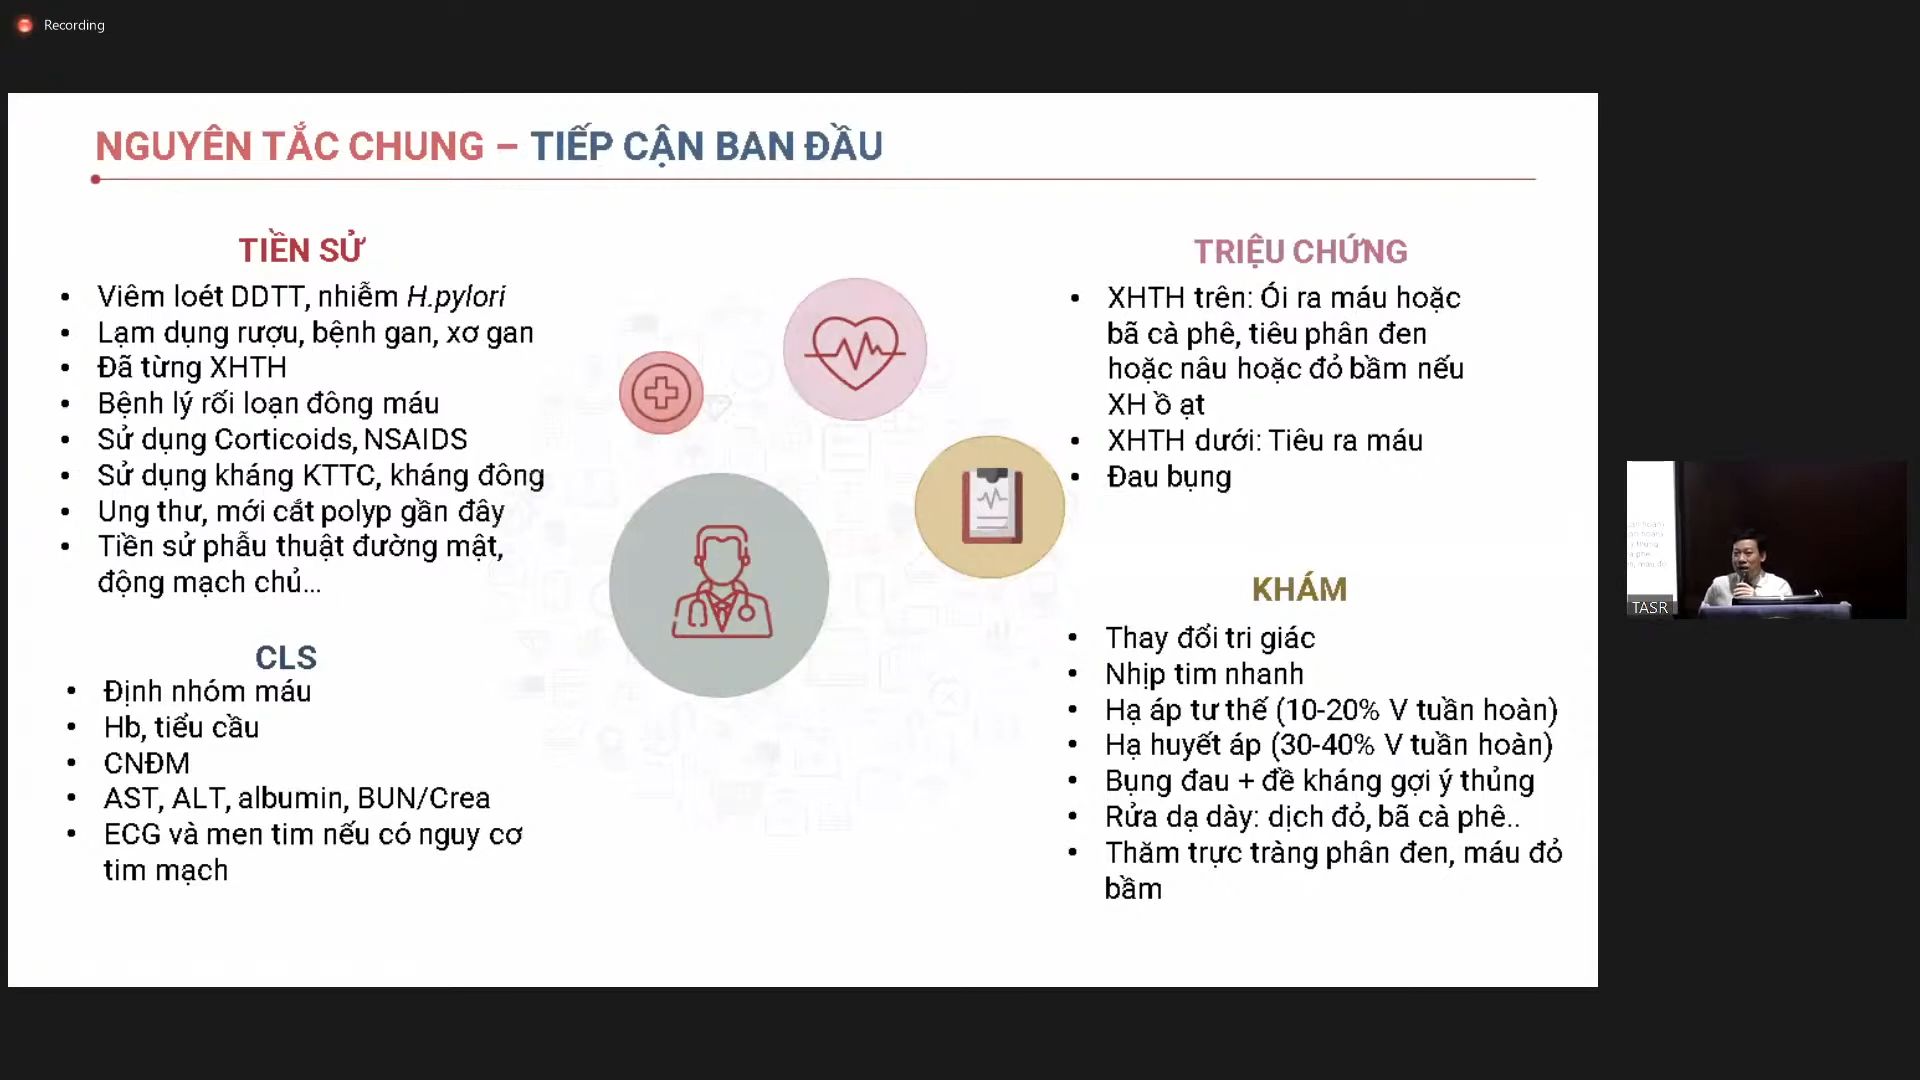 Recording
NGUYÊN TẮC CHUNG – TIẾP CẬN BAN ĐẦU
TIỀN SỬ
• Viêm loét DDTT, nhiễm H.pylori
• Lạm dụng rượu, bệnh gan, xơ gan
• Đã từng XHTH
• Bệnh lý rối loạn đông máu
• Sử dụng Corticoids, NSAIDS
• Sử dụng kháng KTTC, kháng đông
• Ung thư, mới cắt polyp gần đây
• Tiền sử phẫu thuật đường mật,
động mạch chủ...
CLS
• Định nhóm máu
• Hb, tiểu cầu
• CNĐM
• AST, ALT, albumin, BUN/Crea
• ECG và men tim nếu có nguy cơ
tim mạch
TRIỆU CHỨNG
• XHTH trên: Ói ra máu hoặc
bã cà phê, tiêu phân đen
hoặc nâu hoặc đỏ bầm nếu
XH ồ ạt
• XHTH dưới: Tiêu ra máu
• Đau bụng
KHÁM
• Thay đổi tri giác
• Nhịp tim nhanh
• Hạ áp tư thế (10-20% V tuần hoàn)
• Hạ huyết áp (30-40% V tuần hoàn)
• Bụng đau + đề kháng gợi ý thủng
• Rửa dạ dày: dịch đỏ, bã cà phê..
• Thăm trực tràng phân đen, máu đỏ
bầm
TASR